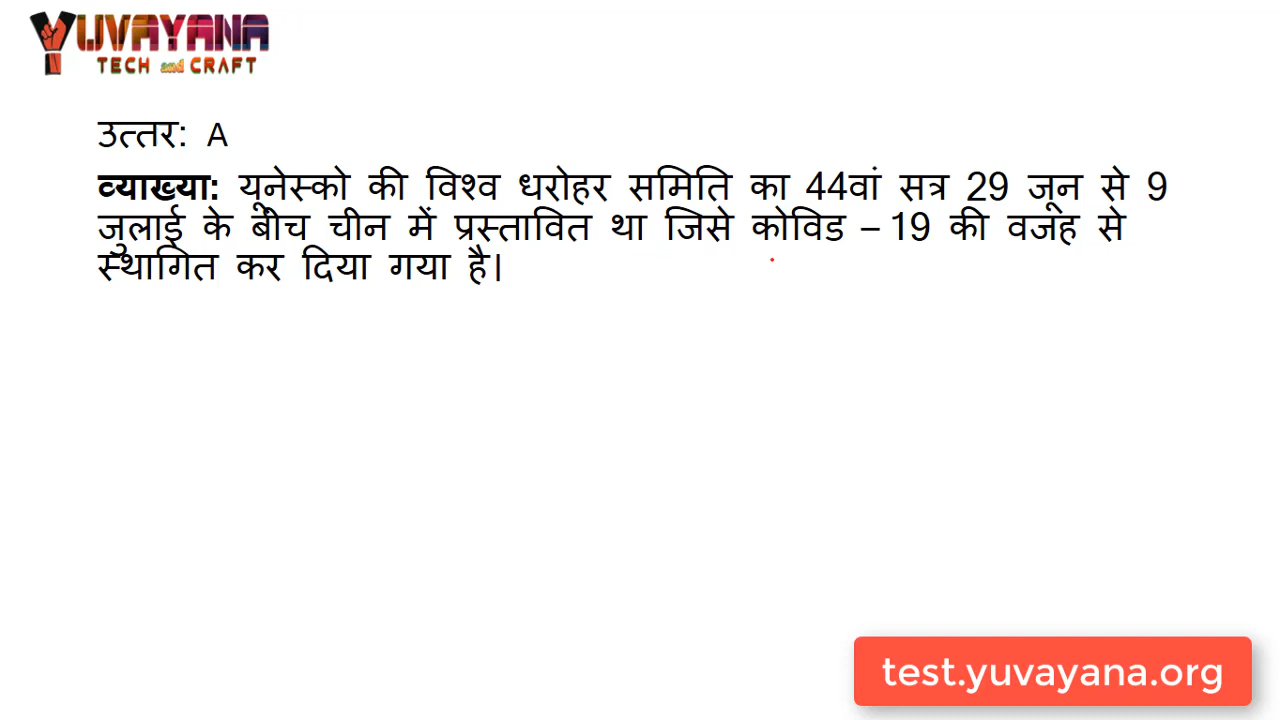 YUVAYANA
TECH and CRAFT
उत्तर: A
व्याख्या: यूनेस्को की विश्व धरोहर समिति का 44वां सत्र 29 जून से 9
जुलाई के बीच चीन में प्रस्तावित था जिसे कोविड – 19 की वजह से
स्थागित कर दिया गया है।
test.yuvayana.org